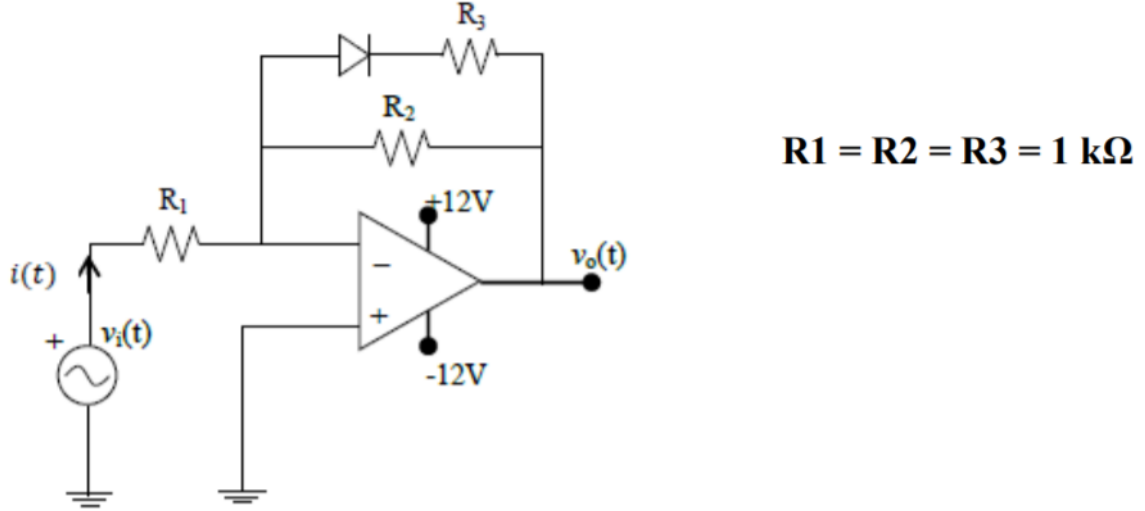 R₃
R₂
R1 = R2 = R3 = 1 kΩ
R₁
+12V
i(t)
vₒ(t)
−
+
+ vᵢ(t)
-12V